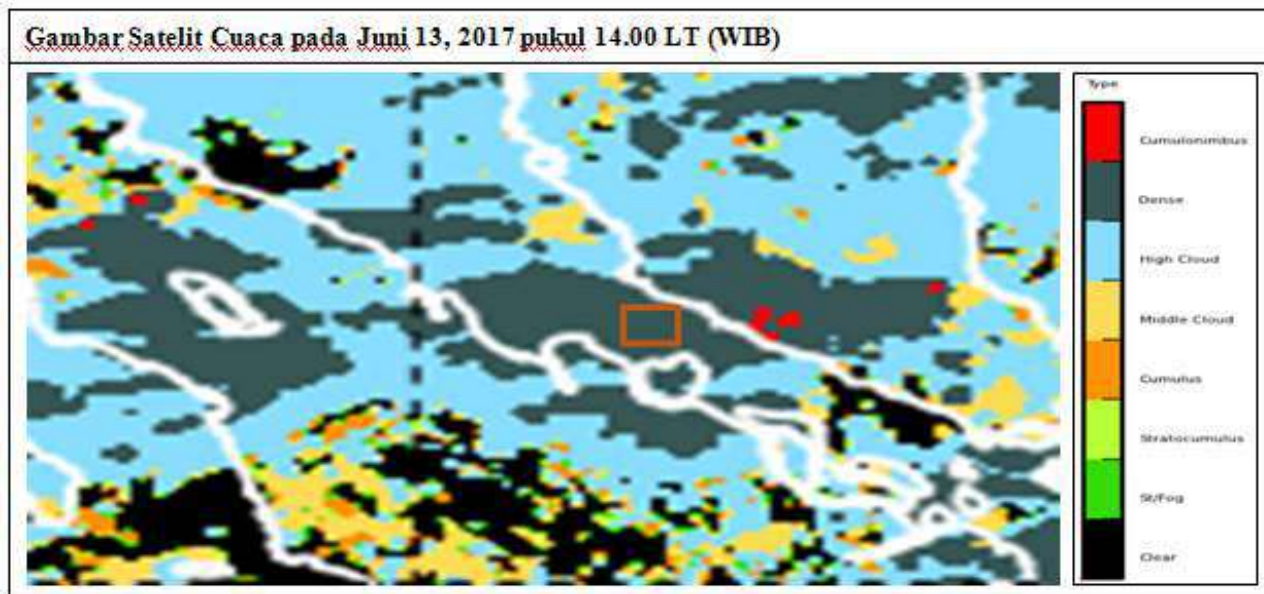 Gambar Satelit Cuaca pada Juni 13, 2017 pukul 14.00 LT (WIB)
Type
Cumulonimbus
Dense
High Cloud
Middle Cloud
Cumulus
Stratocumulus
St/Fog
Clear